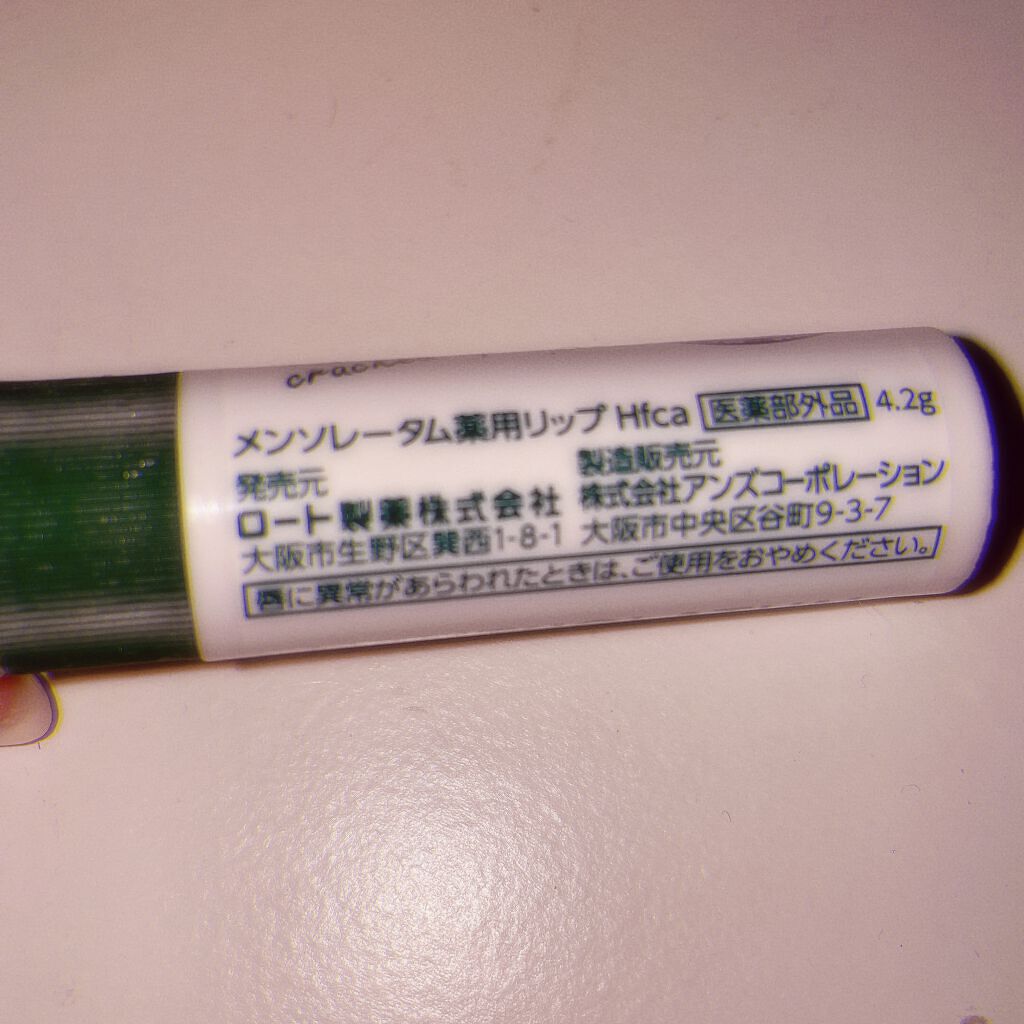 メンソレータム薬用リップ Hfca 医薬部外品 4.2g
発売元
ロート製薬株式会社
大阪市生野区巽西1-8-1
製造販売元
株式会社アンズコーポレーション
大阪市中央区谷町9-3-7
唇に異常があらわれたときは、ご使用をおやめください。